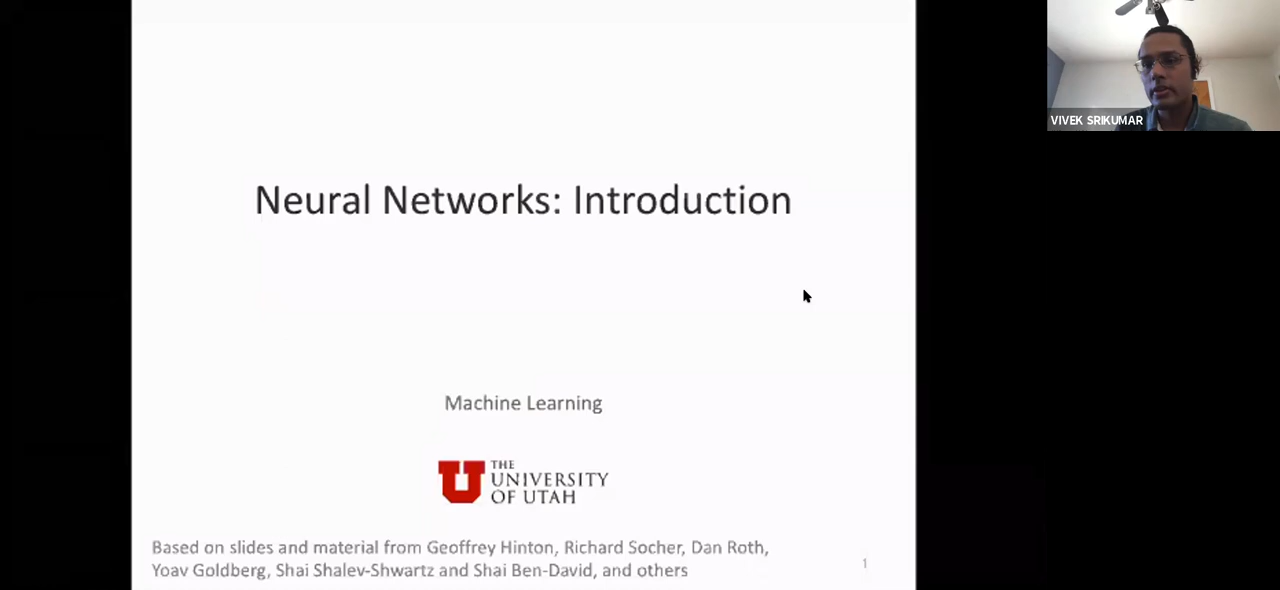 Neural Networks: Introduction
VIVEK SRIKUMAR
Machine Learning
THE
UNIVERSITY
OF UTAH
Based on slides and material from Geoffrey Hinton, Richard Socher, Dan Roth,
Yoav Goldberg, Shai Shalev-Shwartz and Shai Ben-David, and others
1